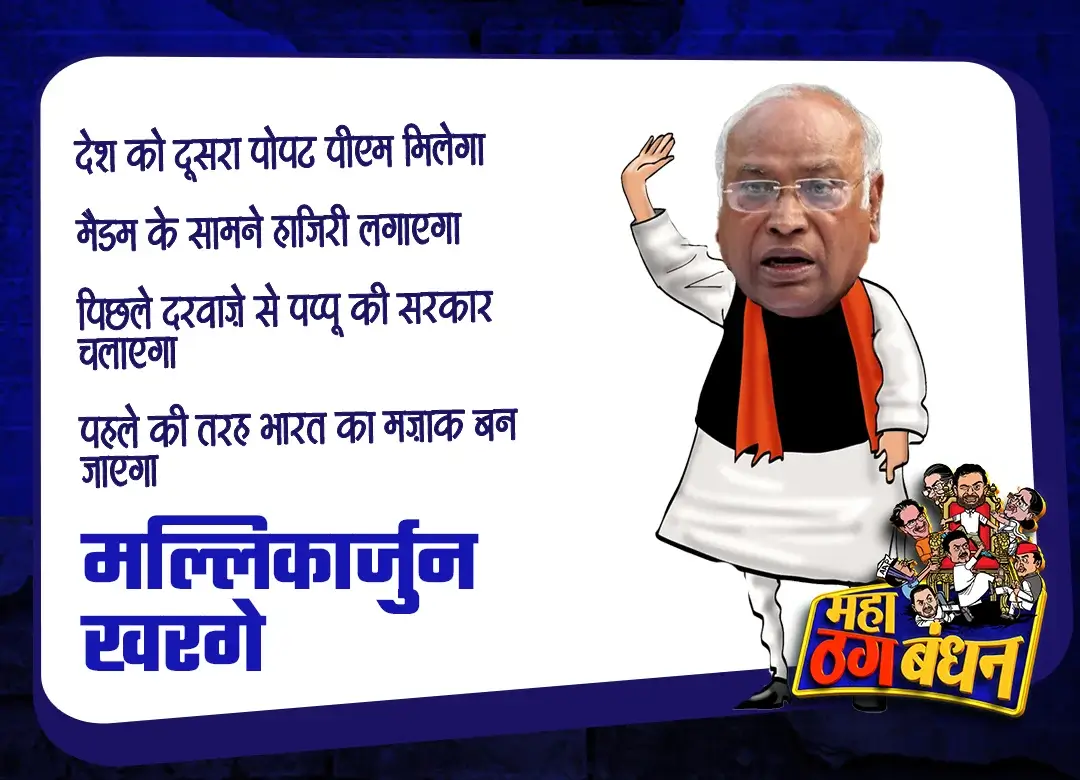 देश को दूसरा पोपट पीएम मिलेगा
मैडम के सामने हाजिरी लगाएगा
पिछले दरवाज़े से पप्पू की सरकार
चलाएगा
पहले की तरह भारत का मज़ाक बन
जाएगा
मल्लिकार्जुन
खरगे
महा
ठग बंधन